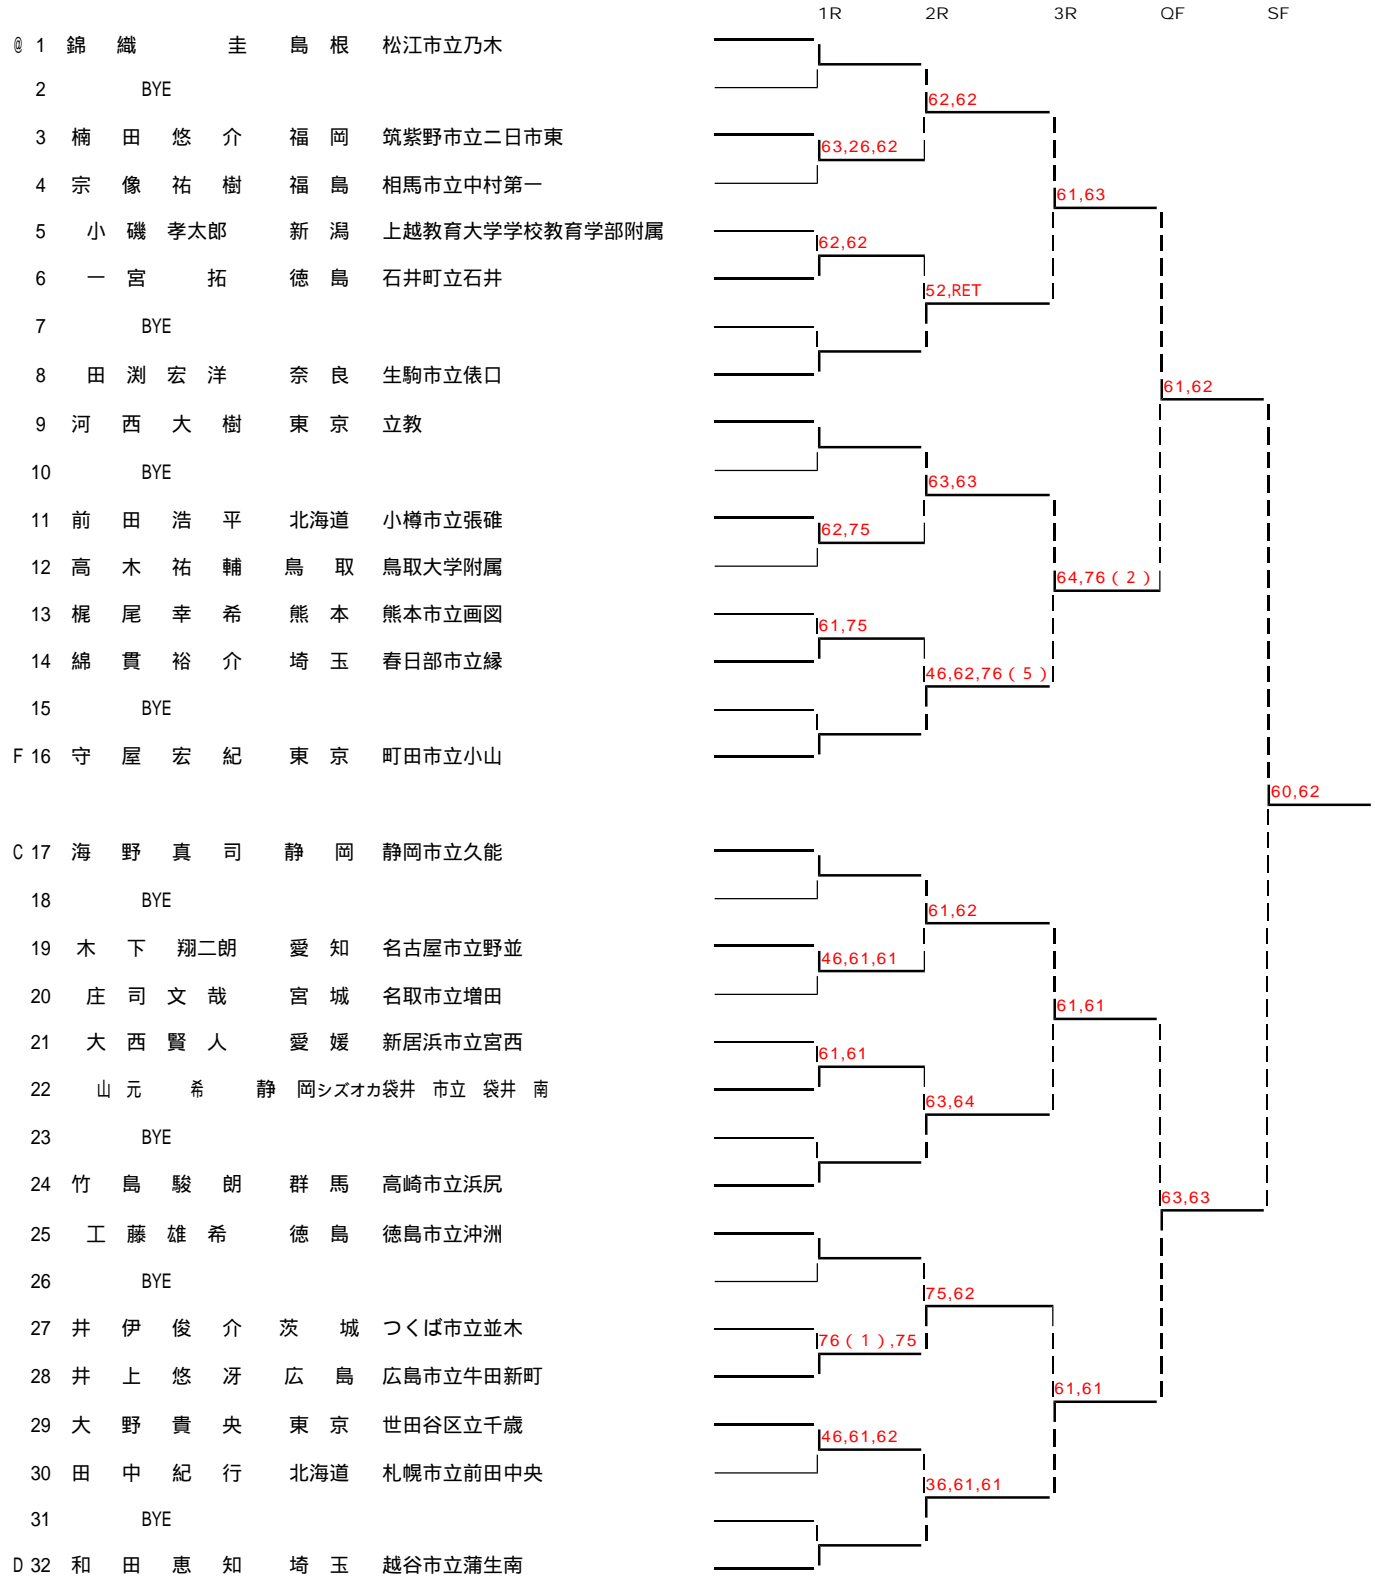 1R 2R 3R QF SF
@ 1 錦 織 圭 島 根 松江市立乃木
2 BYE
62,62
3 楠 田 悠 介 福 岡 筑紫野市立二日市東
63,26,62
4 宗 像 祐 樹 福 島 相馬市立中村第一
61,63
5 小 磯 孝太郎 新 潟 上越教育大学学校教育学部附属
62,62
6 一 宮 拓 徳 島 石井町立石井
52,RET
7 BYE
8 田 渕 宏 洋 奈 良 生駒市立俵口
61,62
9 河 西 大 樹 東 京 立教
10 BYE
63,63
11 前 田 浩 平 北海道 小樽市立張碓
62,75
12 高 木 祐 輔 鳥 取 鳥取大学附属
64,76(2)
13 梶 尾 幸 希 熊 本 熊本市立画図
61,75
14 綿 貫 裕 介 埼 玉 春日部市立緑
46,62,76(5)
15 BYE
F 16 守 屋 宏 紀 東 京 町田市立小山
60,62
C 17 海 野 真 司 静 岡 静岡市立久能
18 BYE
61,62
19 木 下 翔二朗 愛 知 名古屋市立野並
46,61,61
20 庄 司 文 哉 宮 城 名取市立増田
61,61
21 大 西 賢 人 愛 媛 新居浜市立宮西
61,61
22 山 元 希 静 岡シズオカ袋井 市立 袋井 南
63,64
23 BYE
24 竹 島 駿 朗 群 馬 高崎市立浜尻
63,63
25 工 藤 雄 希 徳 島 徳島市立沖洲
26 BYE
75,62
27 井 伊 俊 介 茨 城 つくば市立並木
76(1),75
28 井 上 悠 冴 広 島 広島市立牛田新町
61,61
29 大 野 貴 央 東 京 世田谷区立千歳
46,61,62
30 田 中 紀 行 北海道 札幌市立前田中央
36,61,61
31 BYE
D 32 和 田 恵 知 埼 玉 越谷市立蒲生南